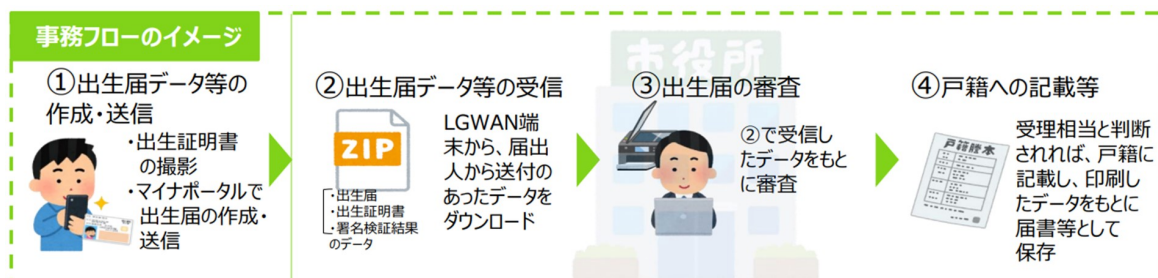 事務フローのイメージ
①出生届データ等の
作成・送信
・出生証明書
の撮影
・マイナポータルで
出生届の作成・
送信
②出生届データ等の受信
ZIP
・出生届
・出生証明書
・署名検証結果
のデータ
LGWAN端
末から、届出
人から送付の
あったデータを
ダウンロード
市役所
③出生届の審査
②で受信し
たデータをもと
に審査
④戸籍への記載等
戸籍謄本
受理相当と判断
されれば、戸籍に
記載し、印刷し
たデータをもとに
届書等として
保存